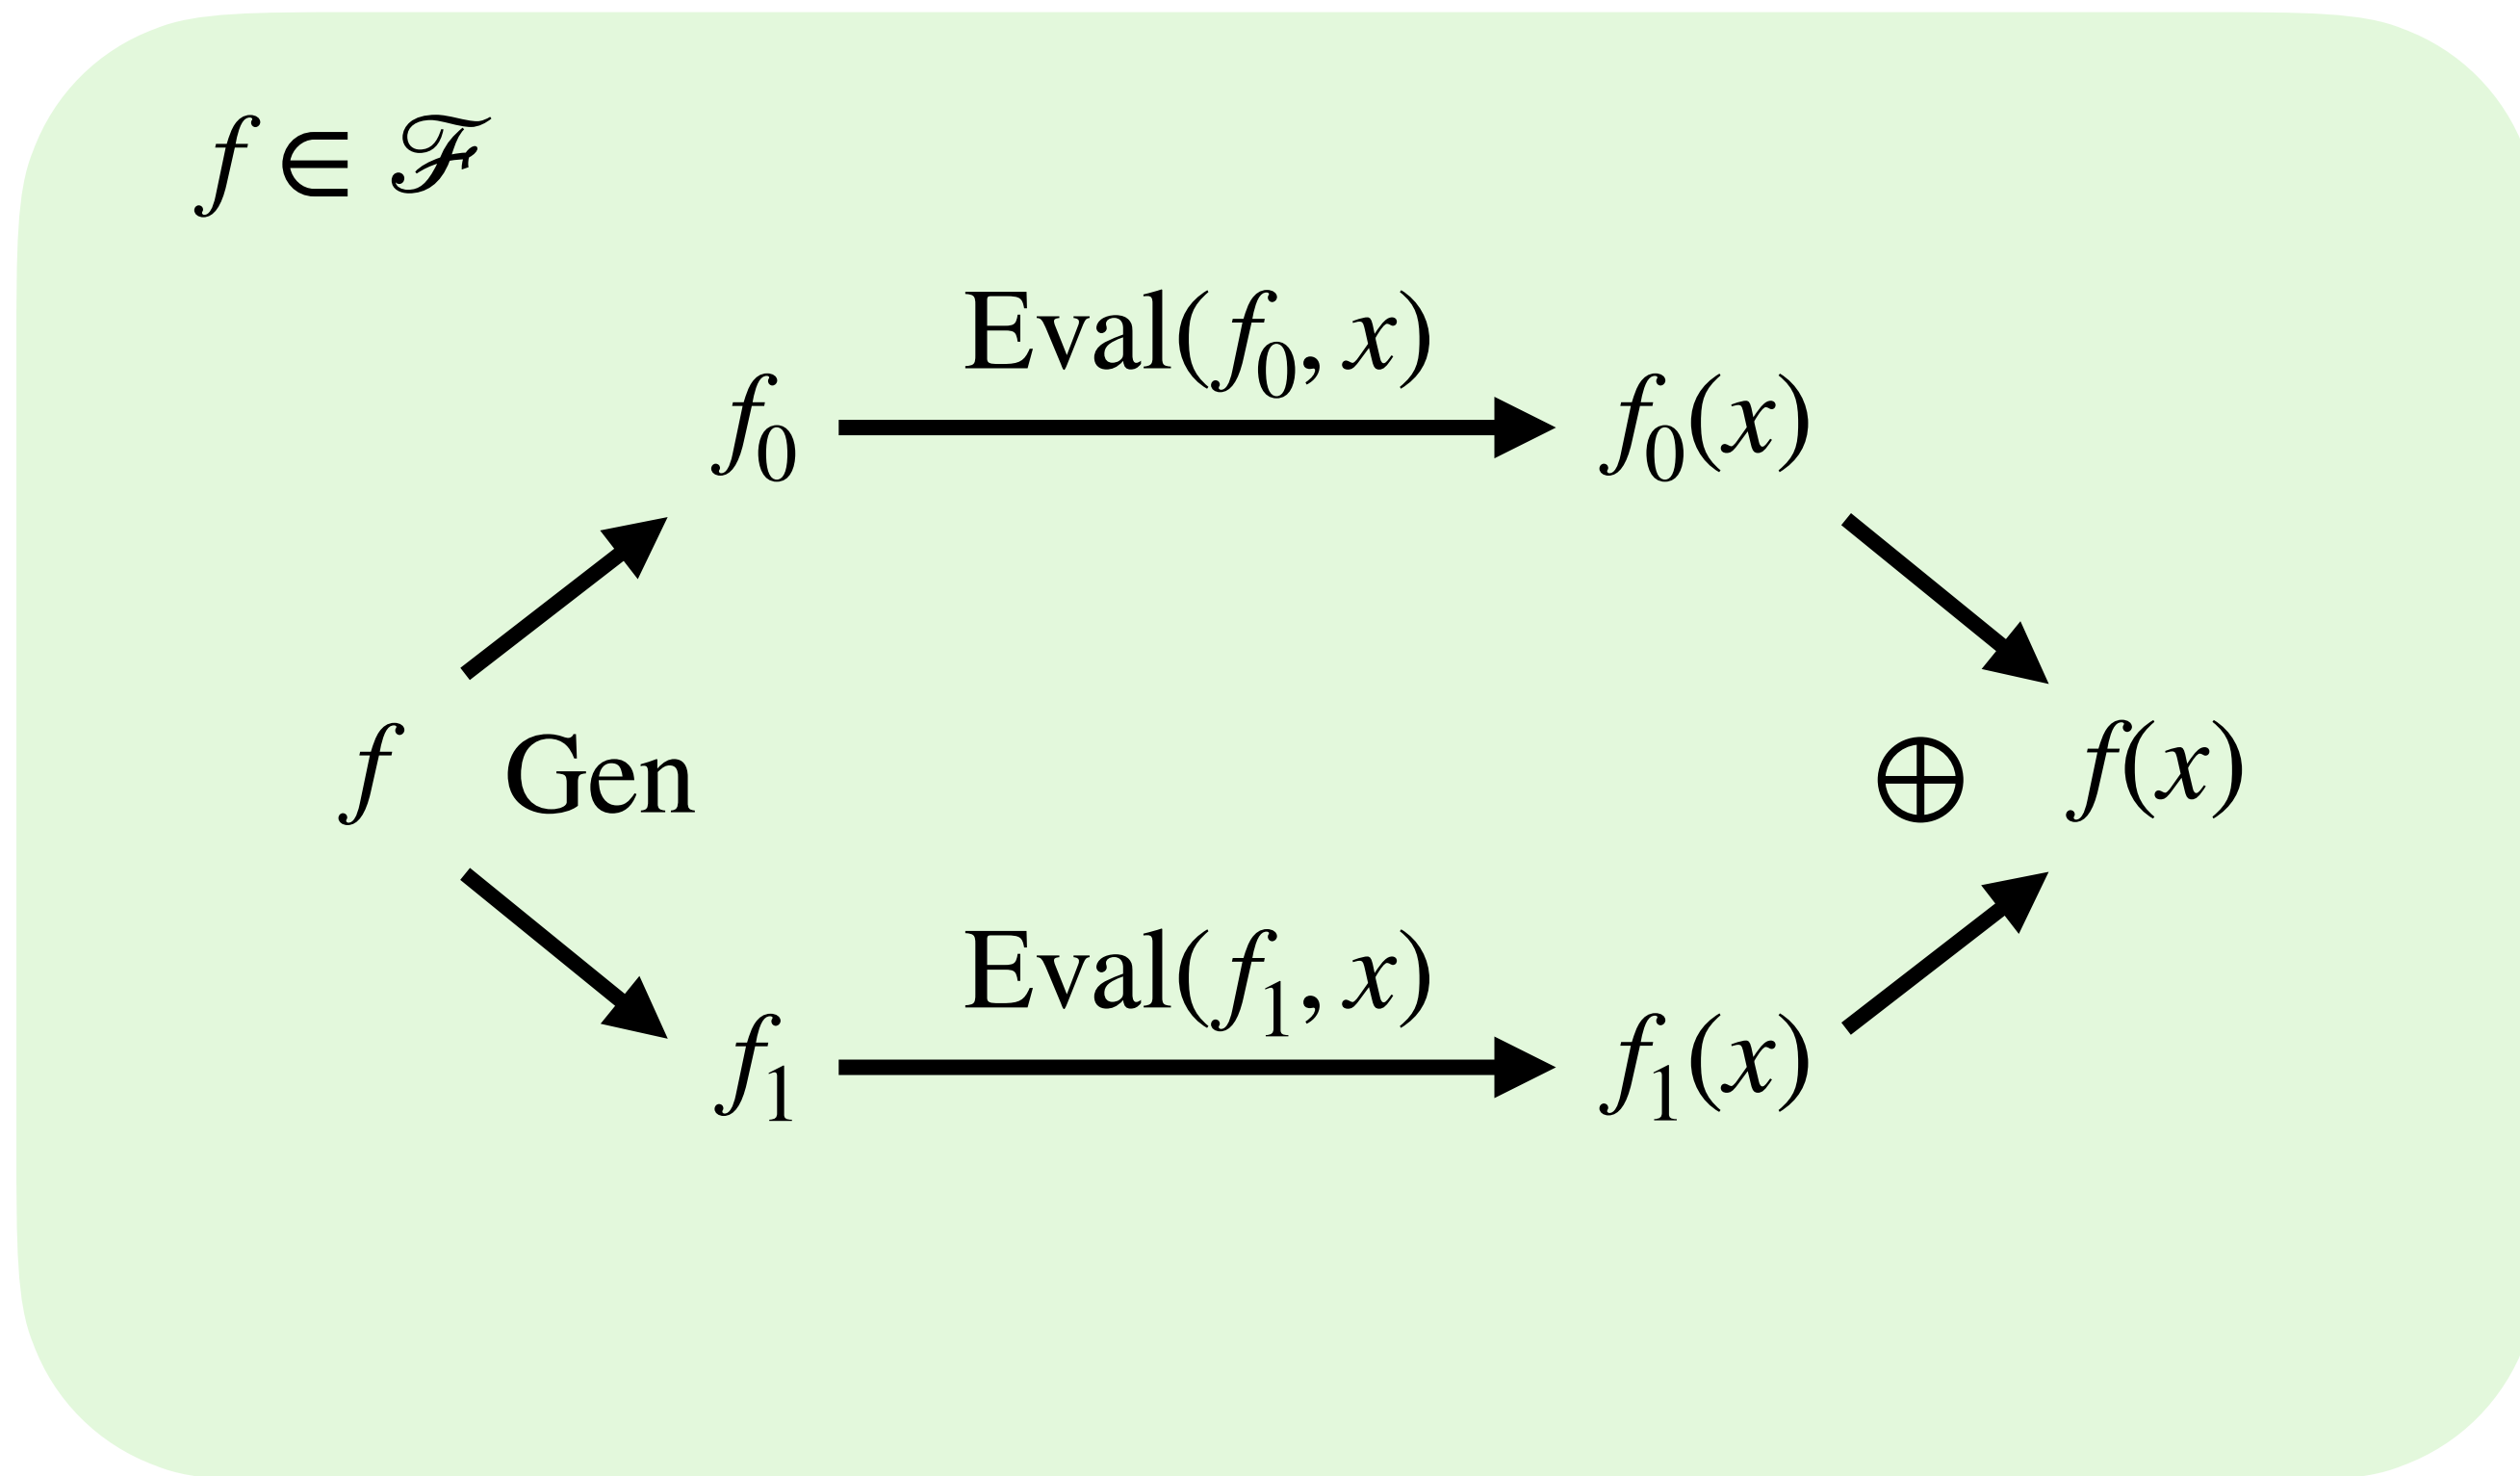 f ∈ ℱ
Eval(f₀, x)
f₀ f₀(x)
f Gen ⊕ f(x)
Eval(f₁, x)
f₁ f₁(x)